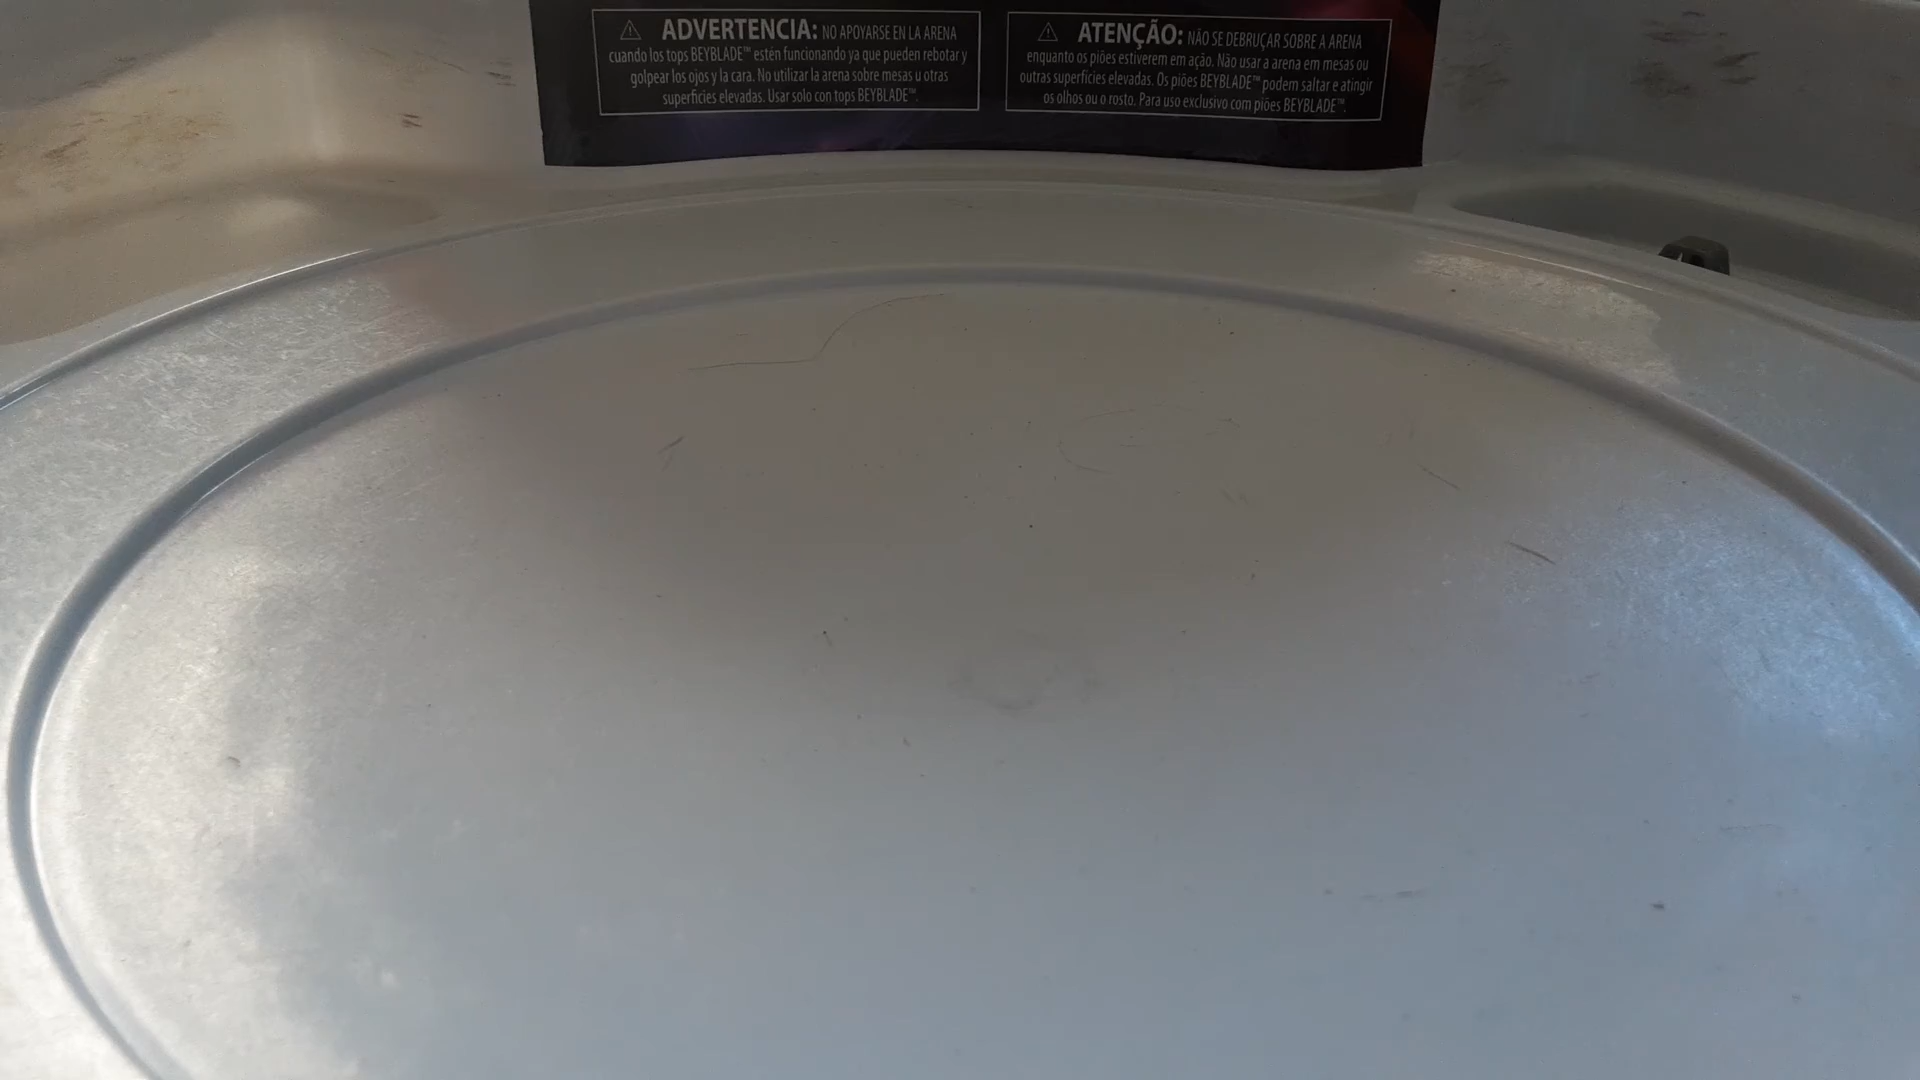 ADVERTENCIA: NO APOYARSE EN LA ARENA
cuando los tops BEYBLADE™ estén funcionando ya que pueden rebotar y
golpear los ojos y la cara. No utilizar la arena sobre mesas u otras
superficies elevadas. Usar solo con tops BEYBLADE™.
ATENÇÃO: NÃO SE DEBRUÇAR SOBRE A ARENA
enquanto os piões estiverem em ação. Não usar a arena em mesas ou
outras superfícies elevadas. Os piões BEYBLADE™ podem saltar e atingir
os olhos ou o rosto. Para uso exclusivo com piões BEYBLADE™.